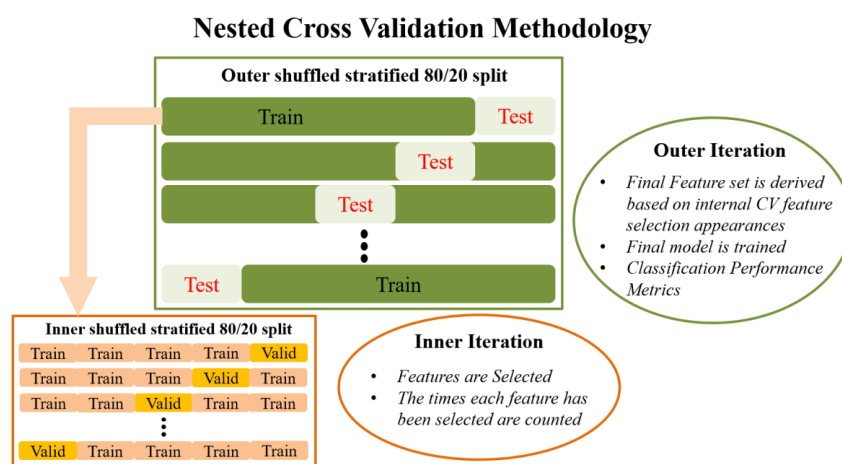 Nested Cross Validation Methodology
Outer shuffled stratified 80/20 split
Train Test
Test
Test
Test Train
Outer Iteration
• Final Feature set is derived
based on internal CV feature
selection appearances
• Final model is trained
• Classification Performance
Metrics
Inner shuffled stratified 80/20 split
Train Train Train Train Valid
Train Train Train Valid Train
Train Train Valid Train Train
Valid Train Train Train Train
Inner Iteration
• Features are Selected
• The times each feature has
been selected are counted